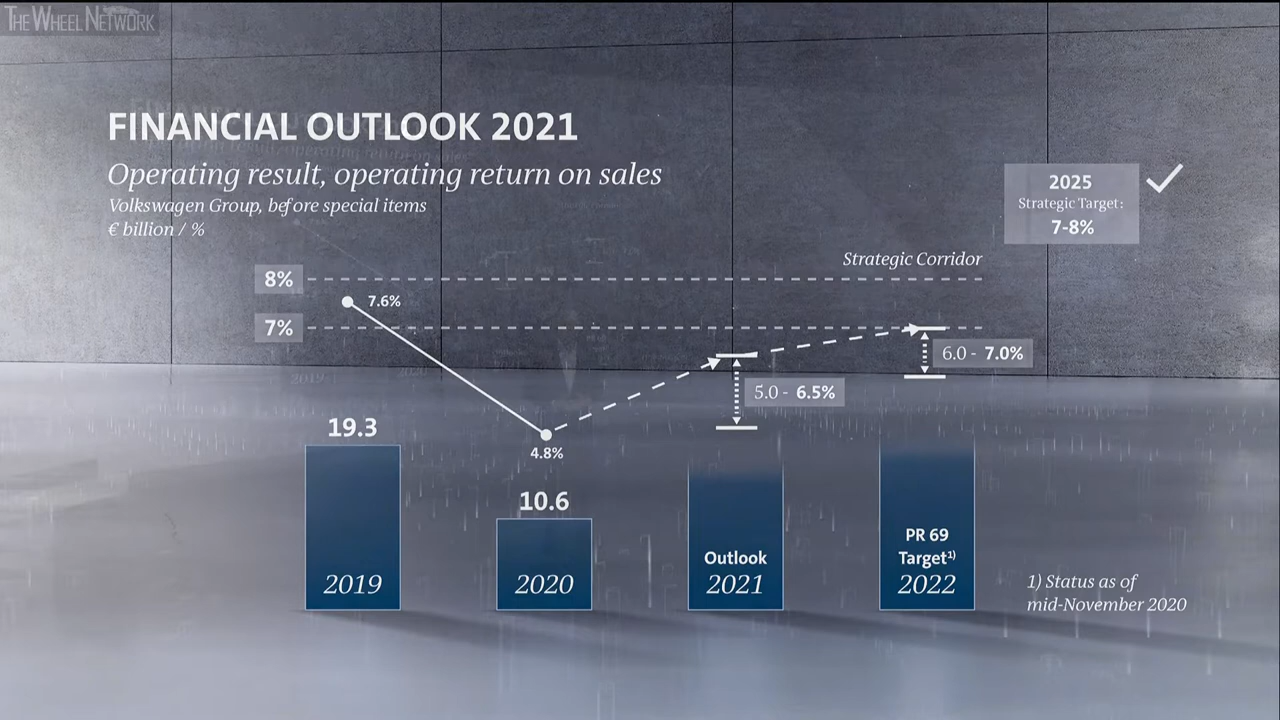 THE WHEEL NETWORK
FINANCIAL OUTLOOK 2021
Operating result, operating return on sales
Volkswagen Group, before special items
€ billion / %
2025
Strategic Target:
7-8%
Strategic Corridor
8%
7.6%
7%
6.0 - 7.0%
5.0 - 6.5%
19.3
4.8%
10.6
PR 69
Outlook
Target1)
2019
2020
2021
2022
1) Status as of
mid-November 2020